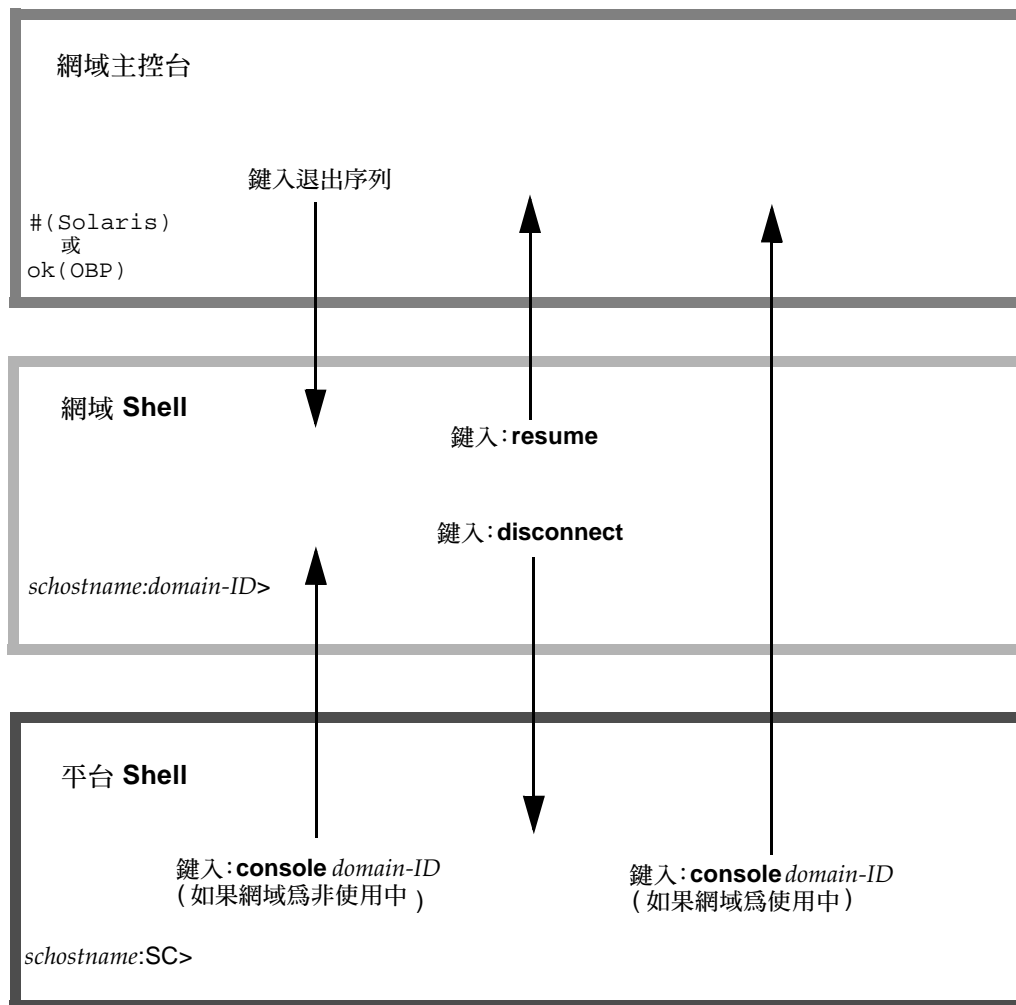 網域主控台
鍵入退出序列
#(Solaris)
或
ok(OBP)
網域 Shell
鍵入:resume
鍵入:disconnect
schostname:domain-ID>
平台 Shell
鍵入:console domain-ID
(如果網域爲非使用中)
鍵入:console domain-ID
(如果網域爲使用中)
schostname:SC>